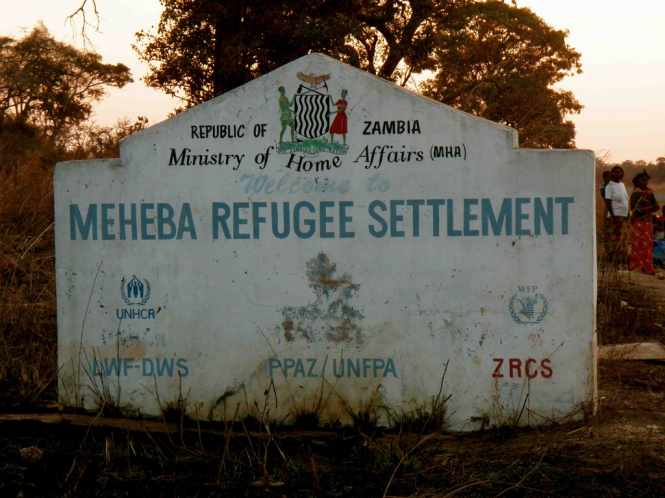 REPUBLIC OF ZAMBIA
Ministry of Home Affairs (MHA)
Welcome to
MEHEBA REFUGEE SETTLEMENT
UNHCR
WFP
LWF-DWS
PPAZ/UNFPA
ZRCS